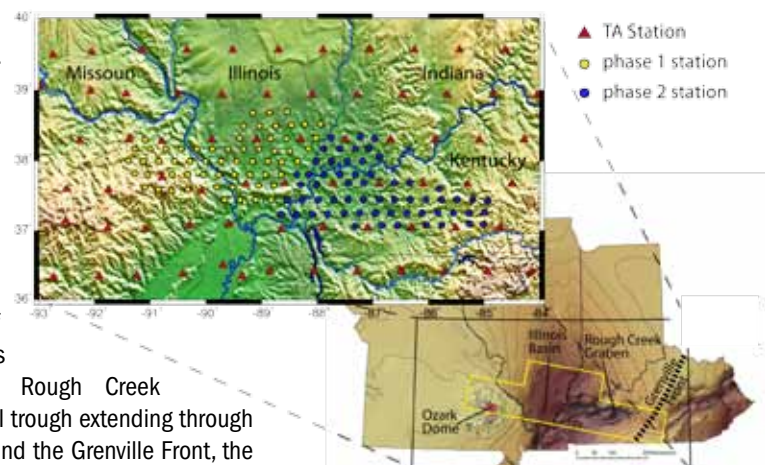 40
39
38
37
36
-93
-92
-91
-90
-89
-88
-87
-86
-85
-84
Missouri
Illinois
Indiana
Kentucky
TA Station
phase 1 station
phase 2 station
s
Rough Creek
l trough extending through
nd the Grenville Front, the
Illinois
Basin
Rough Creek
Graben
Grenville
Front
Ozark
Dome